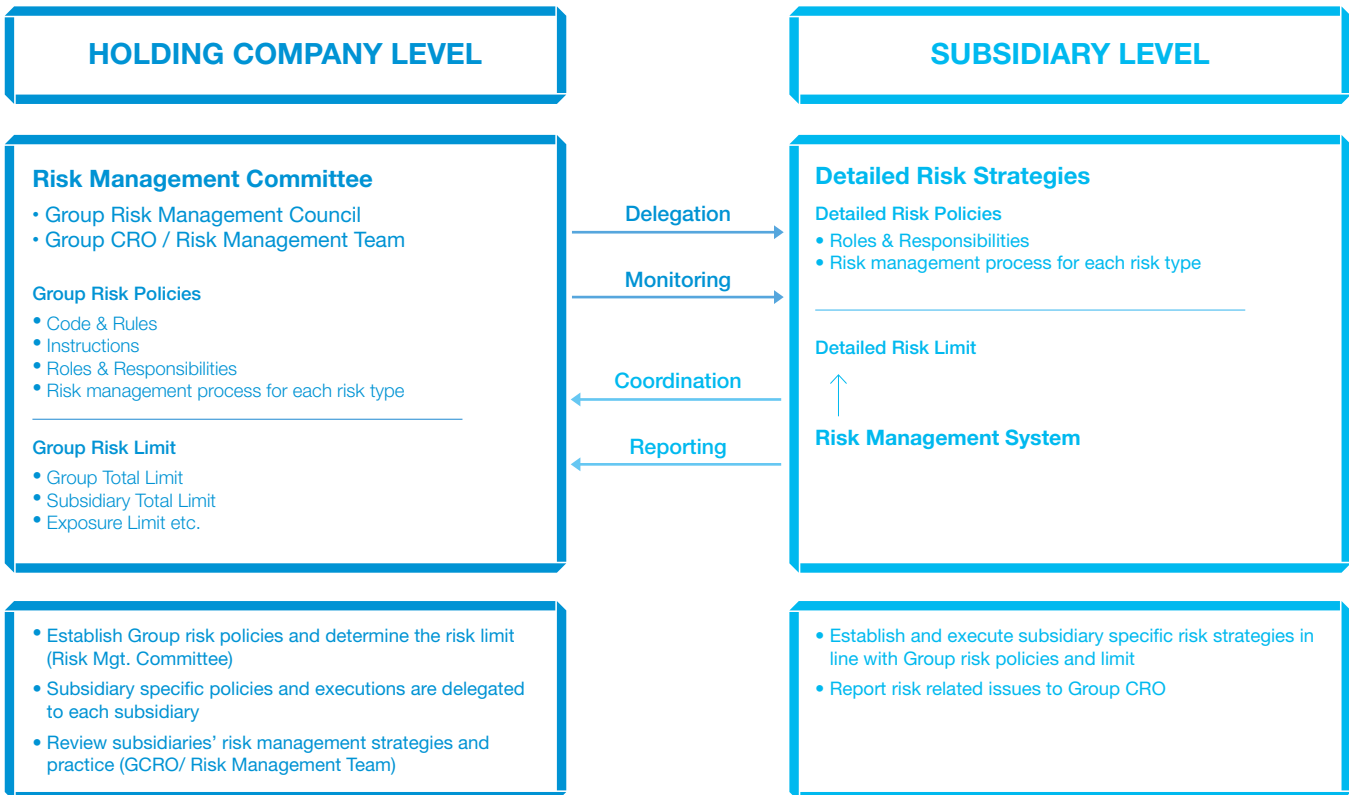 HOLDING COMPANY LEVEL
Risk Management Committee
• Group Risk Management Council
• Group CRO / Risk Management Team
Group Risk Policies
• Code & Rules
• Instructions
• Roles & Responsibilities
• Risk management process for each risk type
Group Risk Limit
• Group Total Limit
• Subsidiary Total Limit
• Exposure Limit etc.
• Establish Group risk policies and determine the risk limit
(Risk Mgt. Committee)
• Subsidiary specific policies and executions are delegated
to each subsidiary
• Review subsidiaries’ risk management strategies and
practice (GCRO/ Risk Management Team)
Delegation
Monitoring
Coordination
Reporting
SUBSIDIARY LEVEL
Detailed Risk Strategies
Detailed Risk Policies
• Roles & Responsibilities
• Risk management process for each risk type
Detailed Risk Limit
Risk Management System
• Establish and execute subsidiary specific risk strategies in
line with Group risk policies and limit
• Report risk related issues to Group CRO